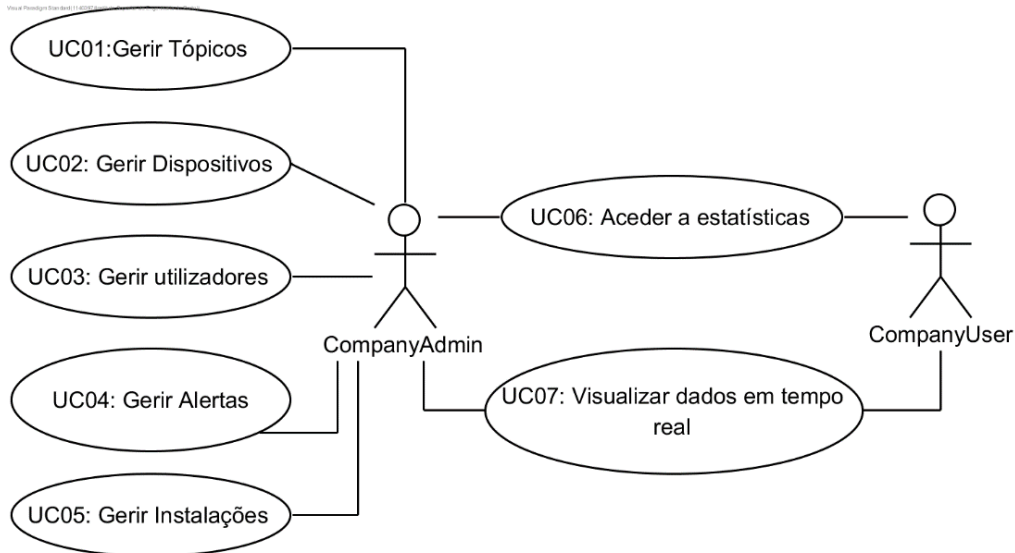 UC01:Gerir Tópicos
UC02: Gerir Dispositivos
UC03: Gerir utilizadores
UC04: Gerir Alertas
UC05: Gerir Instalações
CompanyAdmin
UC06: Aceder a estatísticas
UC07: Visualizar dados em tempo
real
CompanyUser